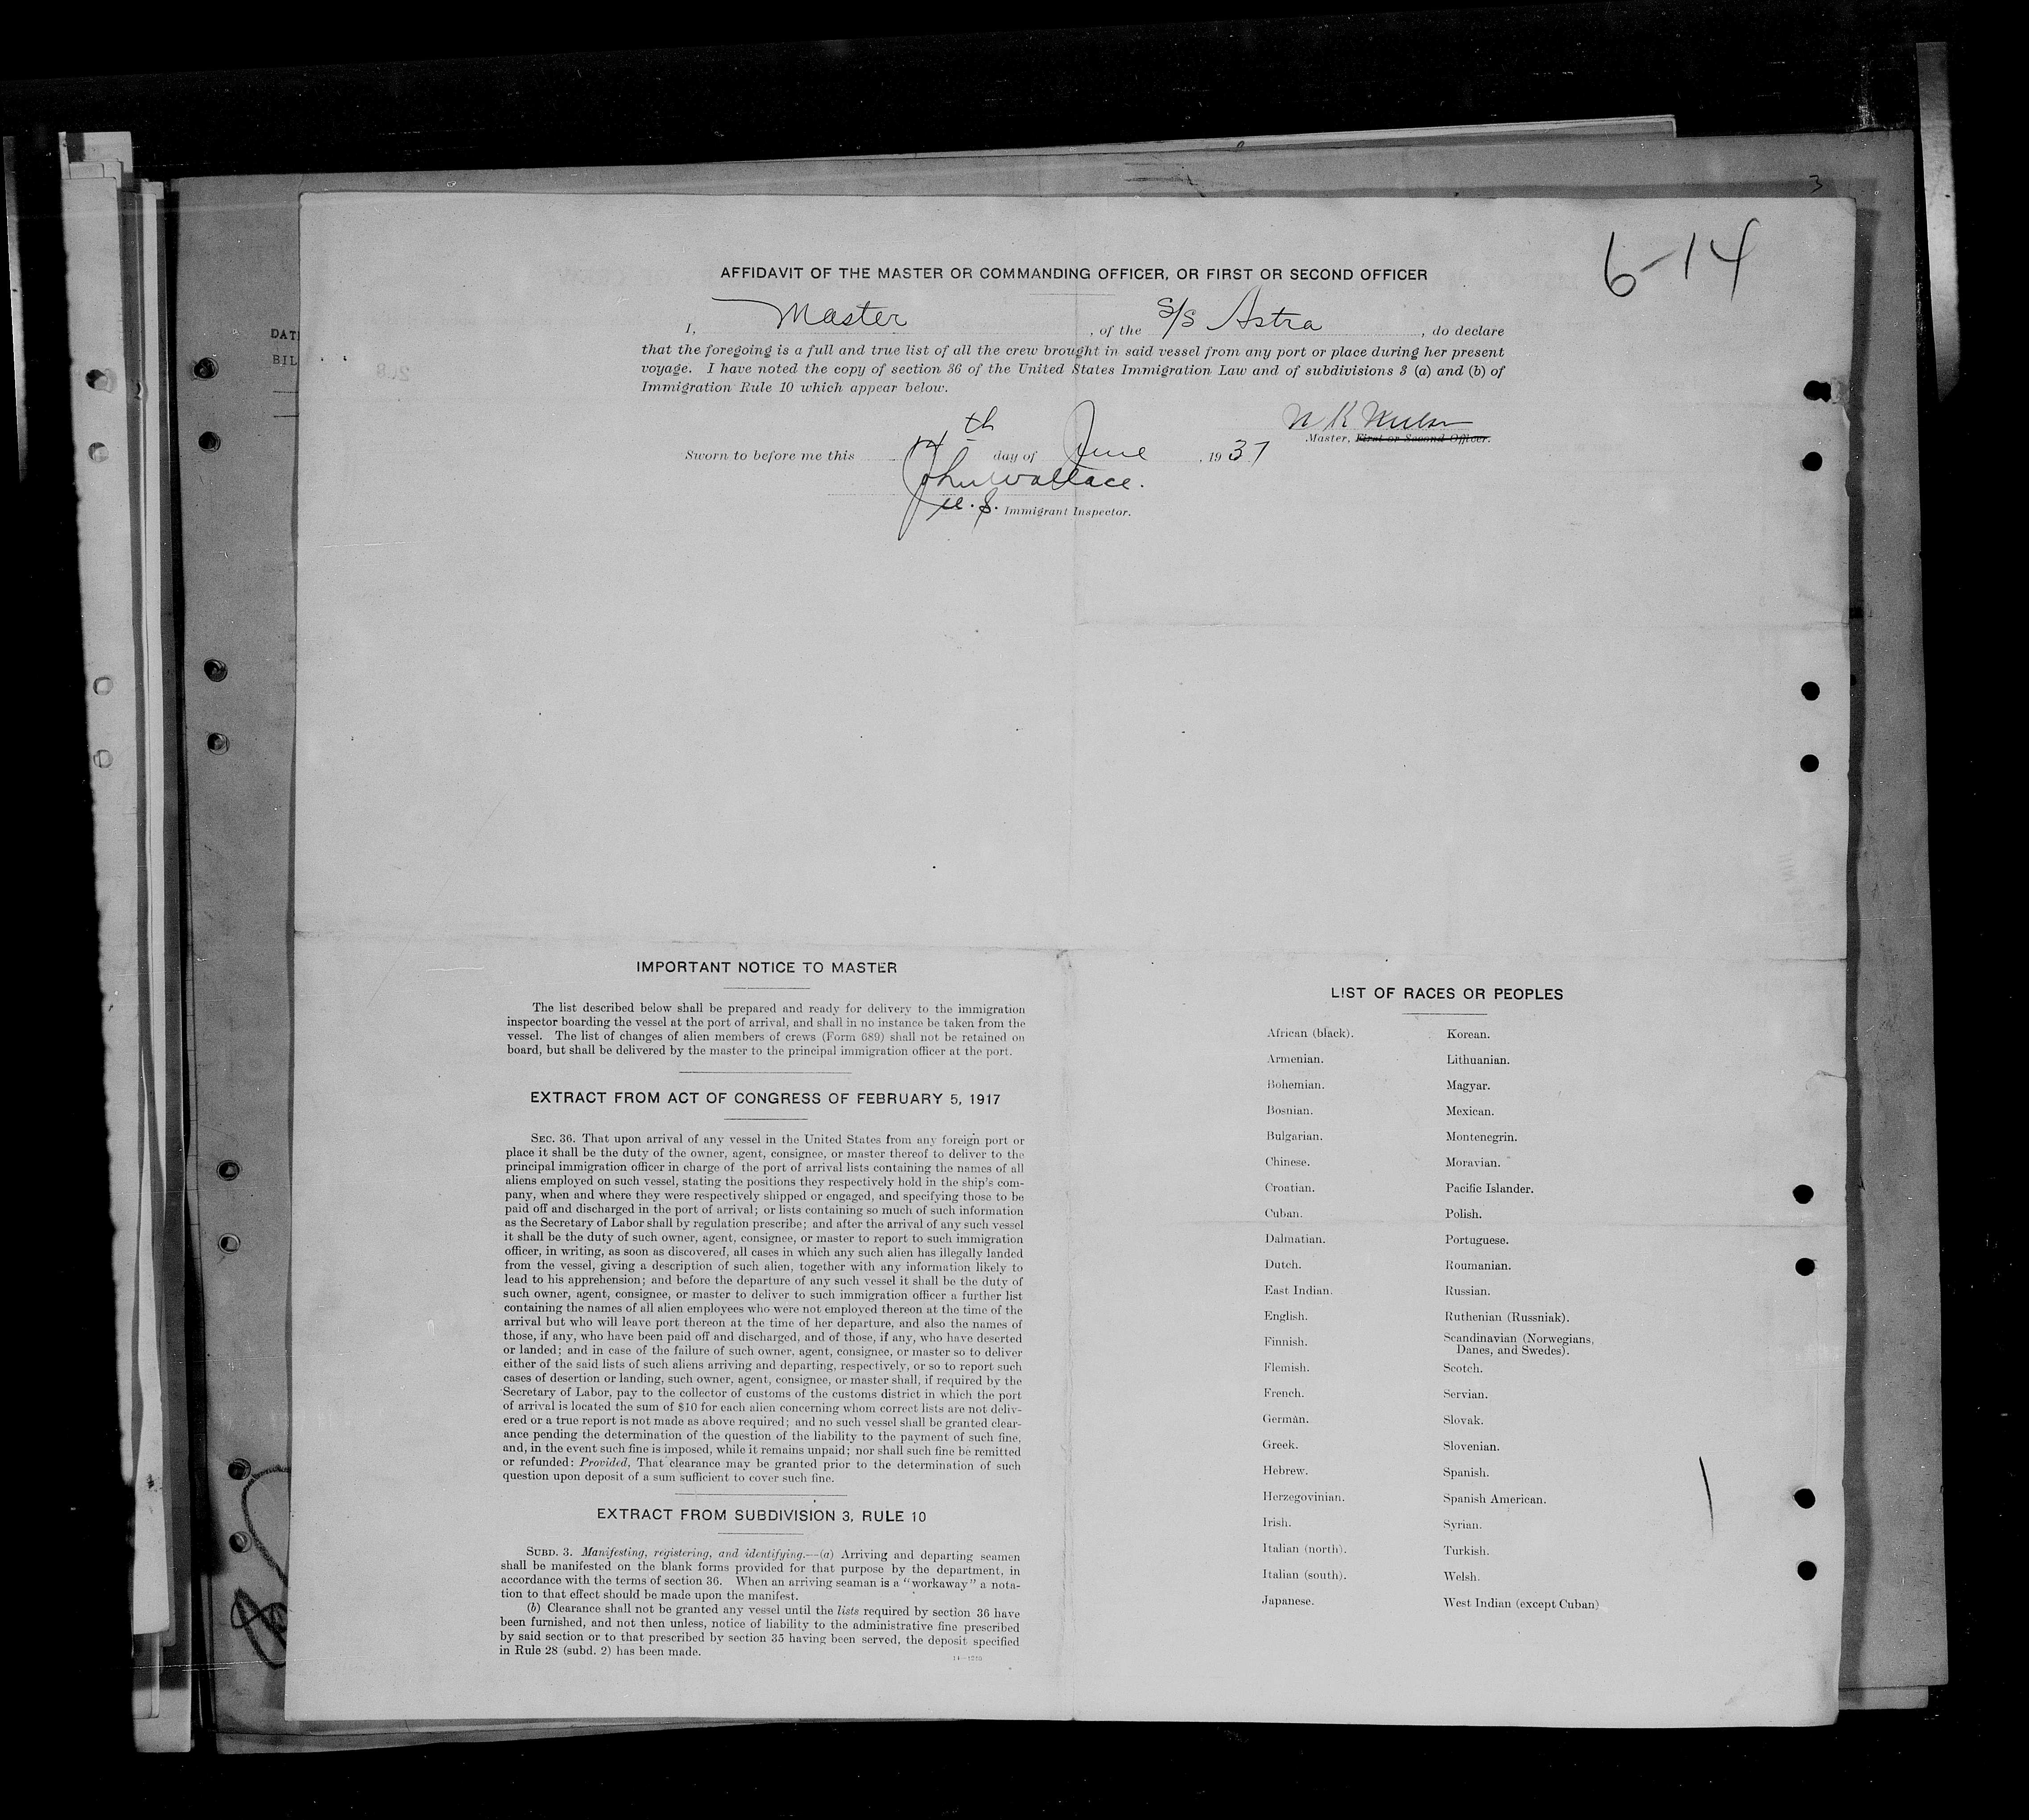 3
6-14
AFFIDAVIT OF THE MASTER OR COMMANDING OFFICER, OR FIRST OR SECOND OFFICER
I, Master, of the S/S Astra, do declare
that the foregoing is a full and true list of all the crew brought in said vessel from any port or place during her present
voyage. I have noted the copy of section 36 of the United States Immigration Law and of subdivisions 3 (a) and (b) of
Immigration Rule 10 which appear below.
Master, First or Second Officer.
Sworn to before me this 14th day of June, 1937
John Wallace.
U.S. Immigrant Inspector.
DAT
BIL
IMPORTANT NOTICE TO MASTER
The list described below shall be prepared and ready for delivery to the immigration
inspector boarding the vessel at the port of arrival, and shall in no instance be taken from the
vessel. The list of changes of alien members of crews (Form 689) shall not be retained on
board, but shall be delivered by the master to the principal immigration officer at the port.
EXTRACT FROM ACT OF CONGRESS OF FEBRUARY 5, 1917
SEC. 36. That upon arrival of any vessel in the United States from any foreign port or
place it shall be the duty of the owner, agent, consignee, or master thereof to deliver to the
principal immigration officer in charge of the port of arrival lists containing the names of all
aliens employed on such vessel, stating the positions they respectively hold in the ship's com-
pany, when and where they were respectively shipped or engaged, and specifying those to be
paid off and discharged in the port of arrival; or lists containing so much of such information
as the Secretary of Labor shall by regulation prescribe; and after the arrival of any such vessel
it shall be the duty of such owner, agent, consignee, or master to report to such immigration
officer, in writing, as soon as discovered, all cases in which any such alien has illegally landed
from the vessel, giving a description of such alien, together with any information likely to
lead to his apprehension; and before the departure of any such vessel it shall be the duty of
such owner, agent, consignee, or master to deliver to such immigration officer a further list
containing the names of all alien employees who were not employed thereon at the time of the
arrival but who will leave port thereon at the time of her departure, and also the names of
those, if any, who have been paid off and discharged, and of those, if any, who have deserted
or landed; and in case of the failure of such owner, agent, consignee, or master so to deliver
either of the said lists of such aliens arriving and departing, respectively, or so to report such
cases of desertion or landing, such owner, agent, consignee, or master shall, if required by the
Secretary of Labor, pay to the collector of customs of the customs district in which the port
of arrival is located the sum of $10 for each alien concerning whom correct lists are not deliv-
ered or a true report is not made as above required; and no such vessel shall be granted clear-
ance pending the determination of the question of the liability to the payment of such fine,
and, in the event such fine is imposed, while it remains unpaid; nor shall such fine be remitted
or refunded: Provided, That clearance may be granted prior to the determination of such
question upon deposit of a sum sufficient to cover such fine.
EXTRACT FROM SUBDIVISION 3, RULE 10
SUBD. 3. Manifesting, registering, and identifying.—(a) Arriving and departing seamen
shall be manifested on the blank forms provided for that purpose by the department, in
accordance with the terms of section 36. When an arriving seaman is a "workaway" a nota-
tion to that effect should be made upon the manifest.
(b) Clearance shall not be granted any vessel until the lists required by section 36 have
been furnished, and not then unless, notice of liability to the administrative fine prescribed
by said section or to that prescribed by section 35 having been served, the deposit specified
in Rule 28 (subd. 2) has been made.
LIST OF RACES OR PEOPLES
African (black).
Armenian.
Bohemian.
Bosnian.
Bulgarian.
Chinese.
Croatian.
Cuban.
Dalmatian.
Dutch.
East Indian.
English.
Finnish.
Flemish.
French.
German.
Greek.
Hebrew.
Herzegovinian.
Irish.
Italian (north).
Italian (south).
Japanese.
Korean.
Lithuanian.
Magyar.
Mexican.
Montenegrin.
Moravian.
Pacific Islander.
Polish.
Portuguese.
Roumanian.
Russian.
Ruthenian (Russniak).
Scandinavian (Norwegians,
Danes, and Swedes).
Scotch.
Servian.
Slovak.
Slovenian.
Spanish.
Spanish American.
Syrian.
Turkish.
Welsh.
West Indian (except Cuban)